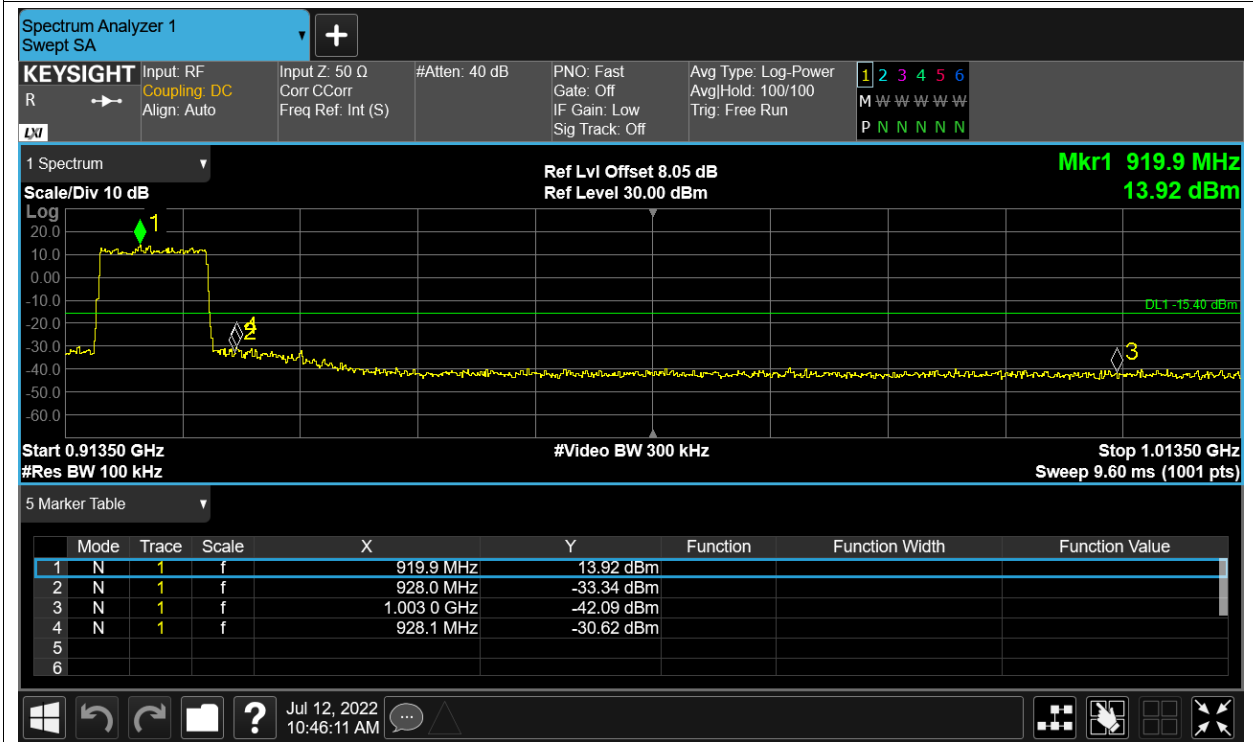 Spectrum Analyzer 1
Swept SA
+
KEYSIGHT
R
LXI
Input: RF
Coupling: DC
Align: Auto
Input Z: 50 Ω
Corr CCorr
Freq Ref: Int (S)
#Atten: 40 dB
PNO: Fast
Gate: Off
IF Gain: Low
Sig Track: Off
Avg Type: Log-Power
Avg|Hold: 100/100
Trig: Free Run
1 2 3 4 5 6
M W W W W W
P N N N N N
1 Spectrum
Scale/Div 10 dB
Ref Lvl Offset 8.05 dB
Ref Level 30.00 dBm
Mkr1 919.9 MHz
13.92 dBm
Log
20.0
10.0
0.00
-10.0
-20.0
-30.0
-40.0
-50.0
-60.0
1
2
4
3
DL1 -15.40 dBm
Start 0.91350 GHz
#Video BW 300 kHz
Stop 1.01350 GHz
#Res BW 100 kHz
Sweep 9.60 ms (1001 pts)
5 Marker Table
Mode Trace Scale X Y Function Function Width Function Value
1 N 1 f 919.9 MHz 13.92 dBm
2 N 1 f 928.0 MHz -33.34 dBm
3 N 1 f 1.003 0 GHz -42.09 dBm
4 N 1 f 928.1 MHz -30.62 dBm
5
6
?
Jul 12, 2022
10:46:11 AM